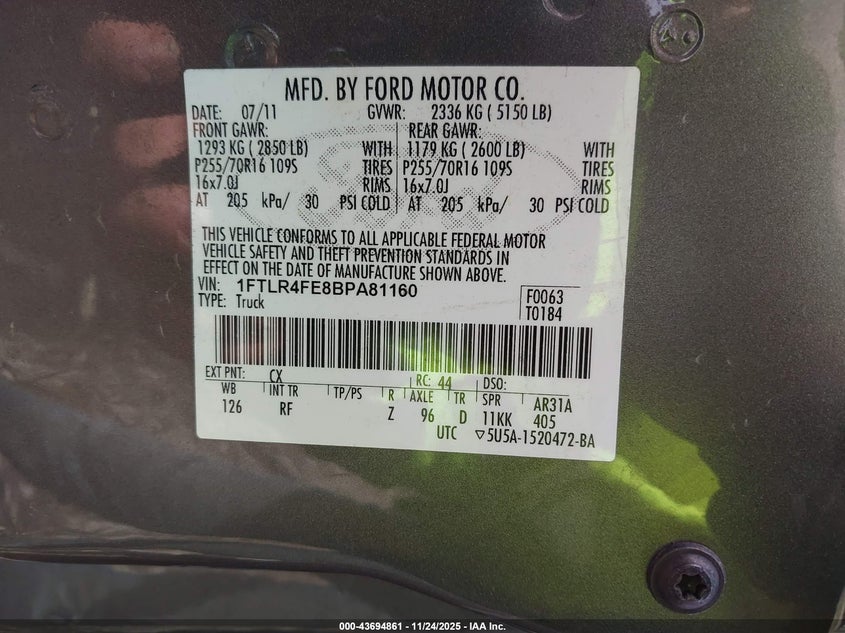 MFD. BY FORD MOTOR CO.
DATE: 07/11 GVWR: 2336 KG ( 5150 LB)
FRONT GAWR: REAR GAWR:
1293 KG ( 2850 LB) WITH 1179 KG ( 2600 LB) WITH
P255/70R16 109S TIRES P255/70R16 109S TIRES
16x7.0J RIMS 16x7.0J RIMS
AT 205 kPa/ 30 PSI COLD AT 205 kPa/ 30 PSI COLD
THIS VEHICLE CONFORMS TO ALL APPLICABLE FEDERAL MOTOR
VEHICLE SAFETY AND THEFT PREVENTION STANDARDS IN
EFFECT ON THE DATE OF MANUFACTURE SHOWN ABOVE.
VIN: 1FTLR4FE8BPA81160 F0063
TYPE: Truck T0184
EXT PNT: CX RC: 44 DSO:
WB INT TR TP/PS R AXLE TR SPR AR31A
126 RF Z 96 D 11KK 405
UTC ▽5U5A-1520472-BA
000-43694861 - 11/24/2025 - IAA Inc.